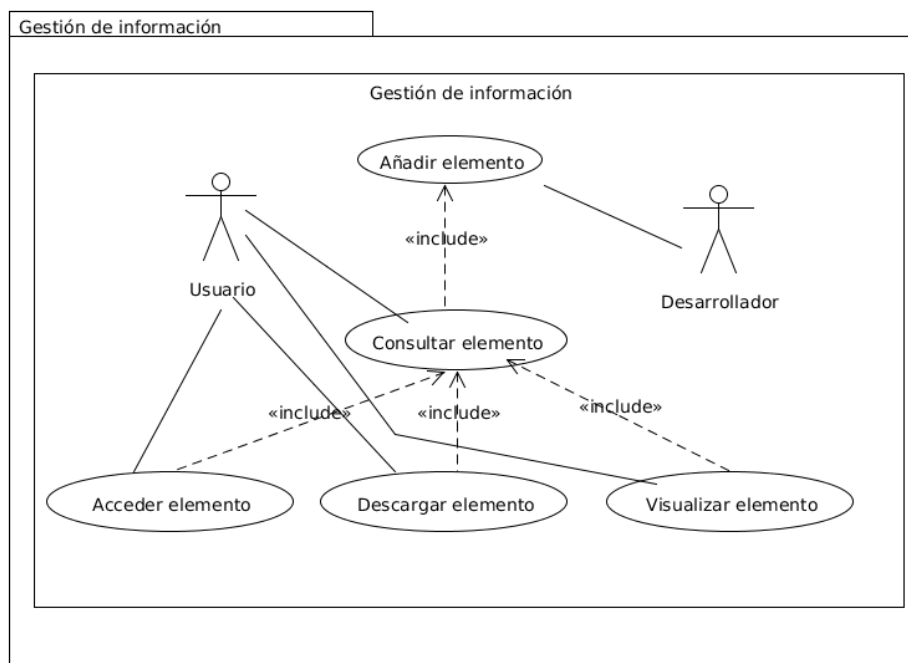 Gestión de información
Gestión de información
Añadir elemento
«include»
Usuario
Desarrollador
Consultar elemento
«include»
«include»
«include»
Acceder elemento
Descargar elemento
Visualizar elemento